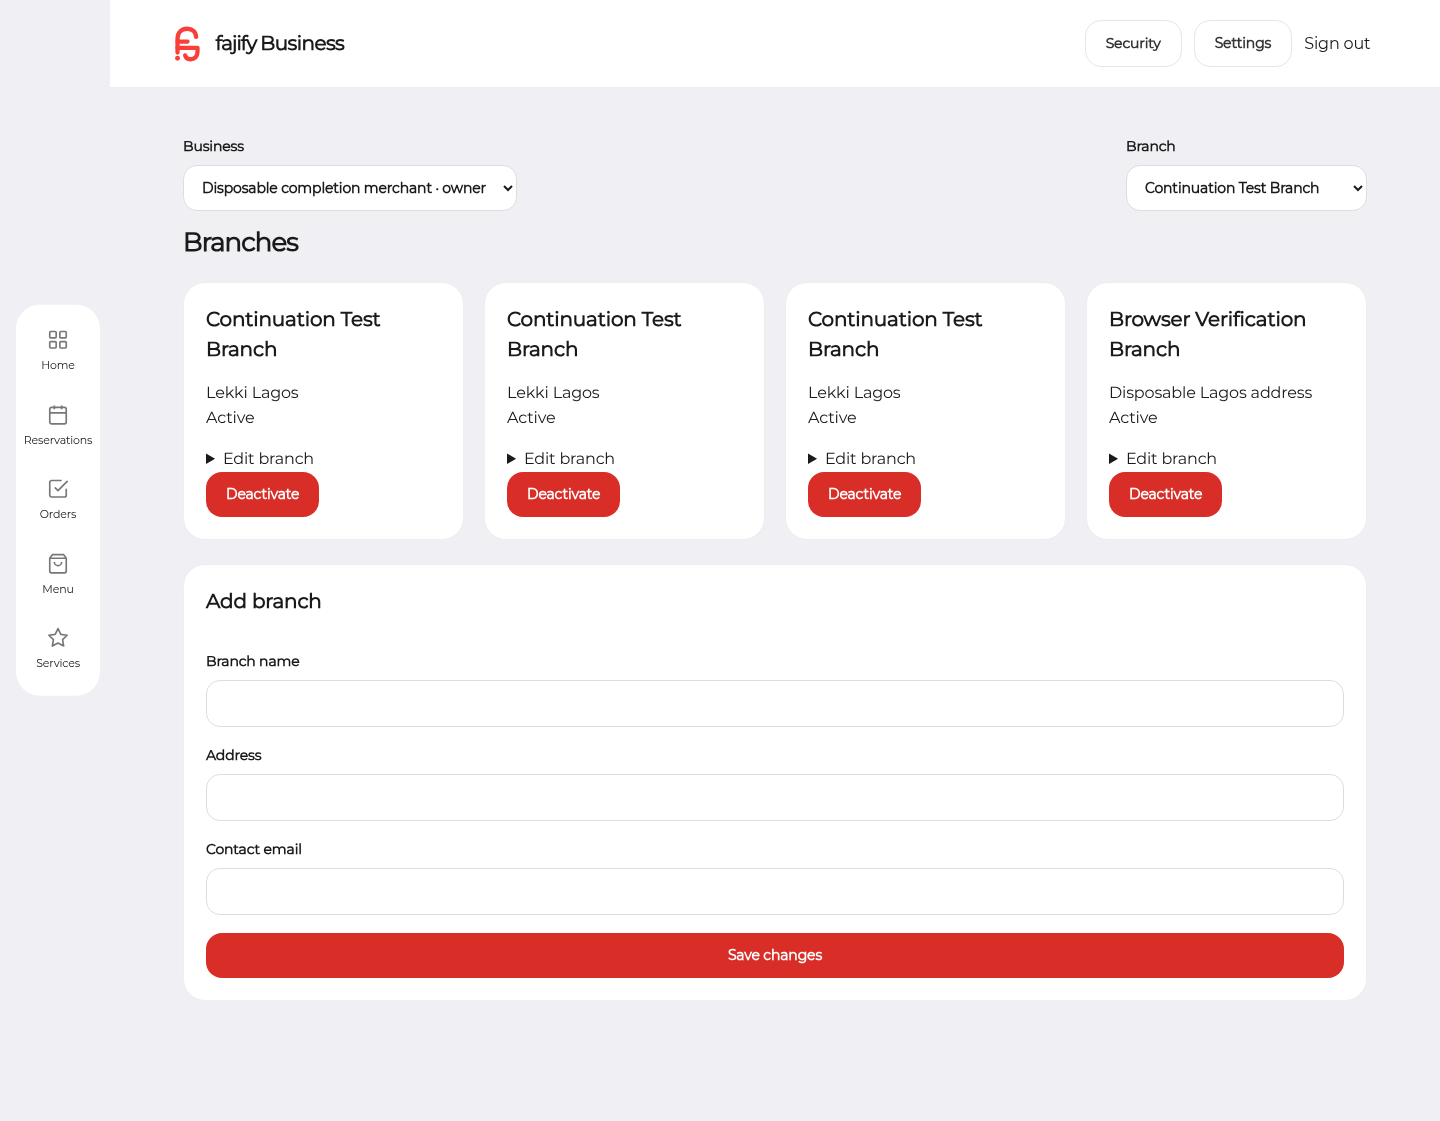 fajify Business
Security
Settings
Sign out
Business
Branch
Disposable completion merchant · owner
Continuation Test Branch
Branches
Continuation Test
Branch
Lekki Lagos
Active
Edit branch
Deactivate
Continuation Test
Branch
Lekki Lagos
Active
Edit branch
Deactivate
Continuation Test
Branch
Lekki Lagos
Active
Edit branch
Deactivate
Browser Verification
Branch
Disposable Lagos address
Active
Edit branch
Deactivate
Home
Reservations
Orders
Menu
Services
Add branch
Branch name
Address
Contact email
Save changes